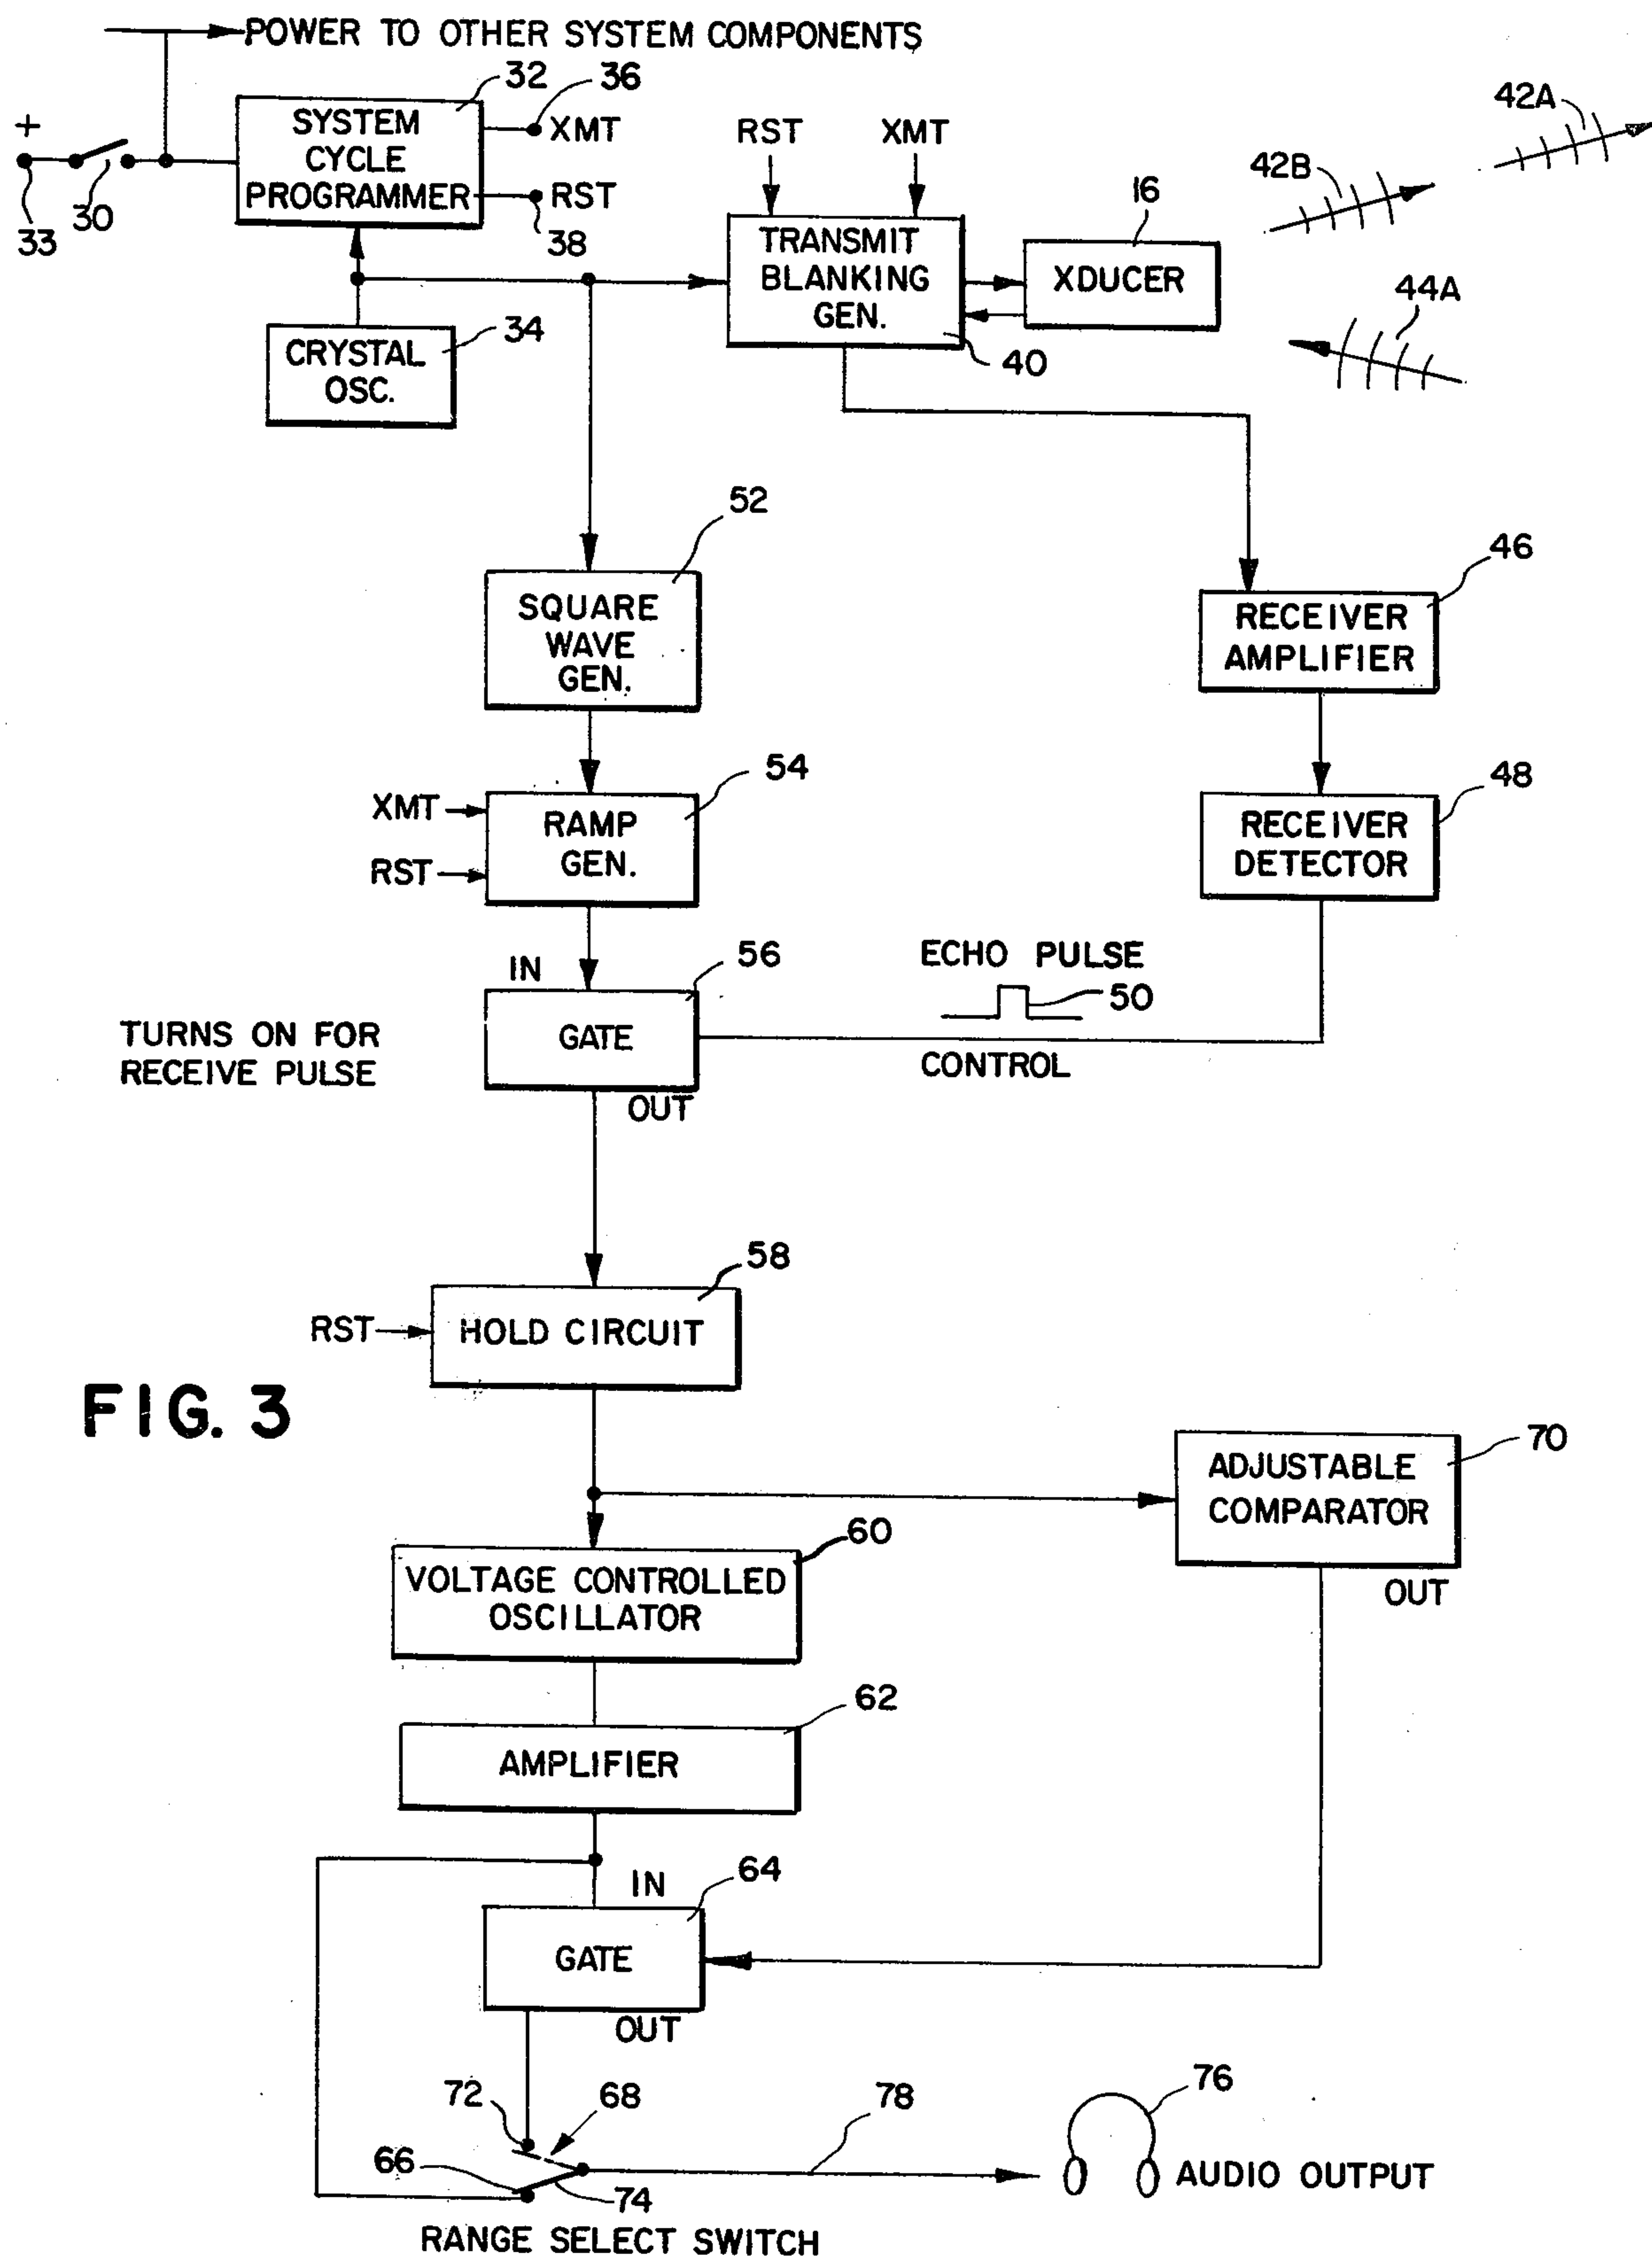 POWER TO OTHER SYSTEM COMPONENTS
32
36
42A
+
SYSTEM
CYCLE
PROGRAMMER
XMT
RST
30
33
38
RST
XMT
42B
16
TRANSMIT
BLANKING
GEN.
XDUCER
44A
CRYSTAL
OSC.
34
40
52
SQUARE
WAVE
GEN.
46
RECEIVER
AMPLIFIER
54
XMT
RST
RAMP
GEN.
48
RECEIVER
DETECTOR
IN
56
ECHO PULSE
50
TURNS ON FOR
RECEIVE PULSE
GATE
CONTROL
OUT
58
RST
HOLD CIRCUIT
FIG. 3
70
ADJUSTABLE
COMPARATOR
60
OUT
VOLTAGE CONTROLLED
OSCILLATOR
62
AMPLIFIER
IN
64
GATE
OUT
72
68
78
76
66
74
AUDIO OUTPUT
RANGE SELECT SWITCH